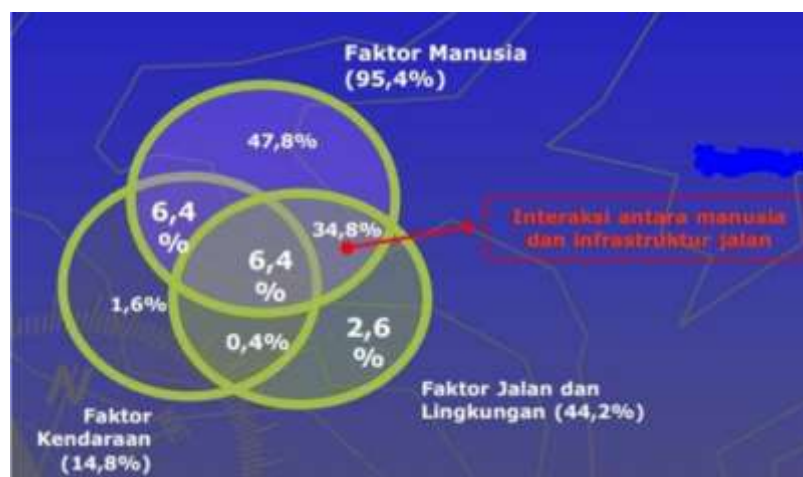 Faktor Manusia
(95,4%)
47,8%
6,4
%
34,8%
Interaksi antara manusia
dan infrastruktur jalan
6,4
%
1,6%
0,4%
2,6
%
Faktor Jalan dan
Lingkungan (44,2%)
Faktor
Kendaraan
(14,8%)
N